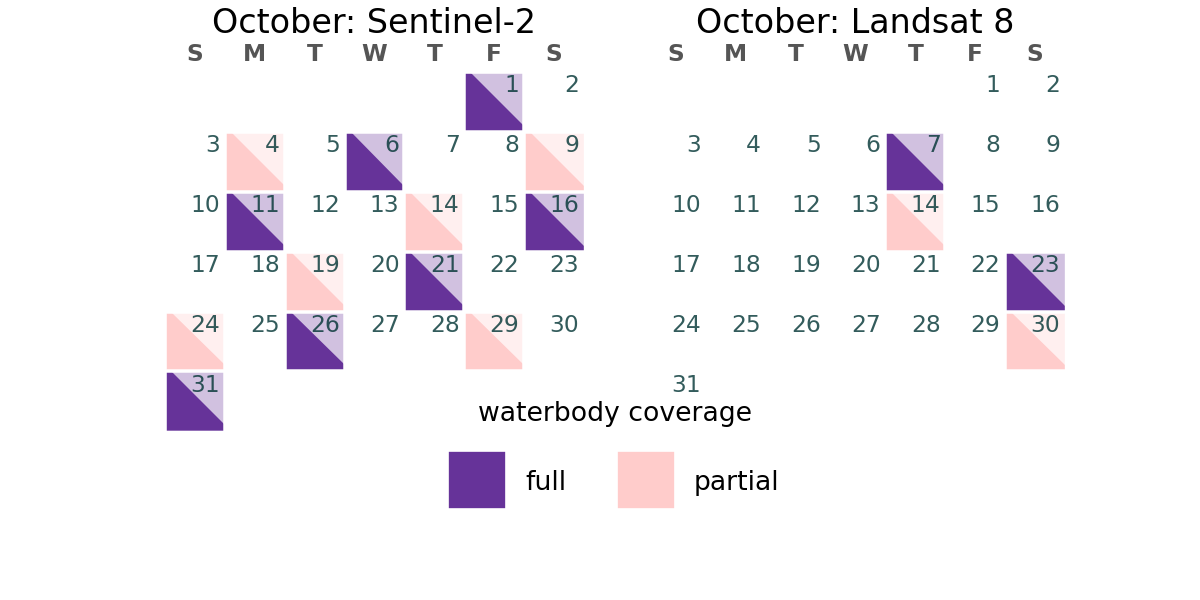 October: Sentinel-2
S M T W T F S
1 2
3 4 5 6 7 8 9
10 11 12 13 14 15 16
17 18 19 20 21 22 23
24 25 26 27 28 29 30
31
October: Landsat 8
S M T W T F S
1 2
3 4 5 6 7 8 9
10 11 12 13 14 15 16
17 18 19 20 21 22 23
24 25 26 27 28 29 30
31
waterbody coverage
full partial